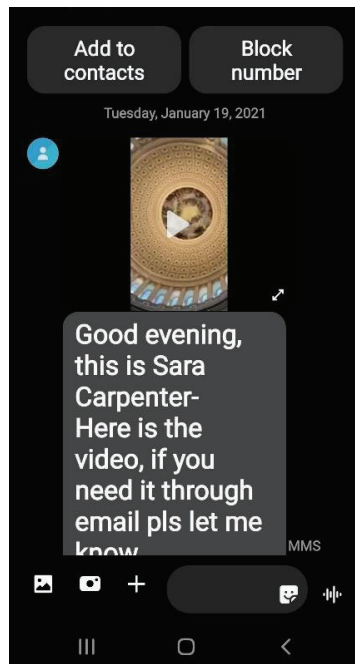 Add to
contacts
Block
number
Tuesday, January 19, 2021
Good evening,
this is Sara
Carpenter-
Here is the
video, if you
need it through
email pls let me
know
MMS